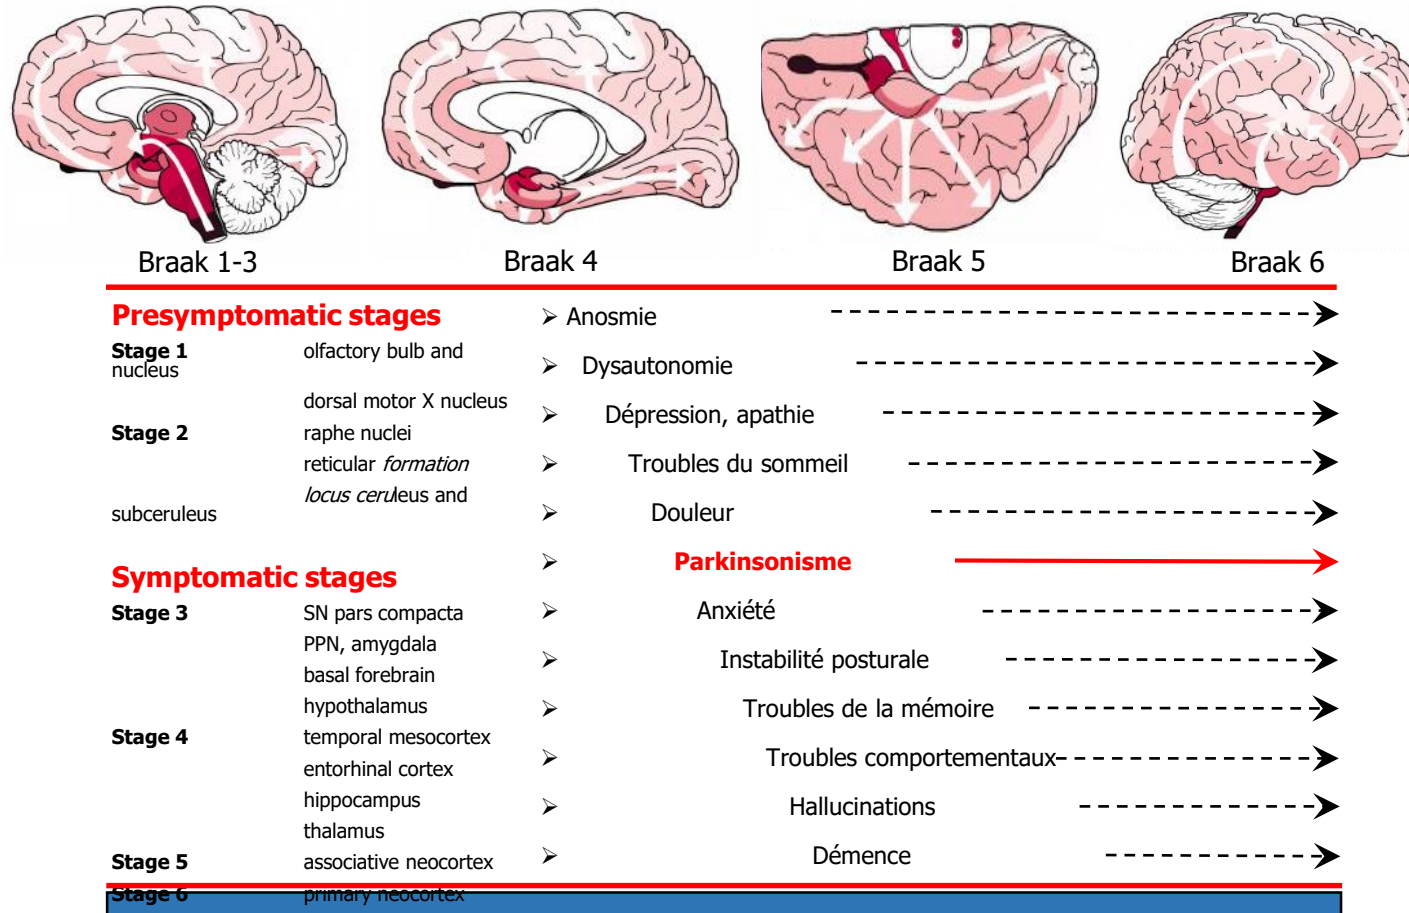 Braak 1-3
Braak 4
Braak 5
Braak 6
Presymptomatic stages
Stage 1 olfactory bulb and
nucleus
dorsal motor X nucleus
Stage 2 raphe nuclei
reticular formation
locus ceruleus and
subceruleus
Symptomatic stages
Stage 3 SN pars compacta
PPN, amygdala
basal forebrain
hypothalamus
Stage 4 temporal mesocortex
entorhinal cortex
hippocampus
thalamus
Stage 5 associative neocortex
Stage 6 primary neocortex
➢ Anosmie
➢ Dysautonomie
➢ Dépression, apathie
➢ Troubles du sommeil
➢ Douleur
➢ Parkinsonisme
➢ Anxiété
➢ Instabilité posturale
➢ Troubles de la mémoire
➢ Troubles comportementaux
➢ Hallucinations
➢ Démence